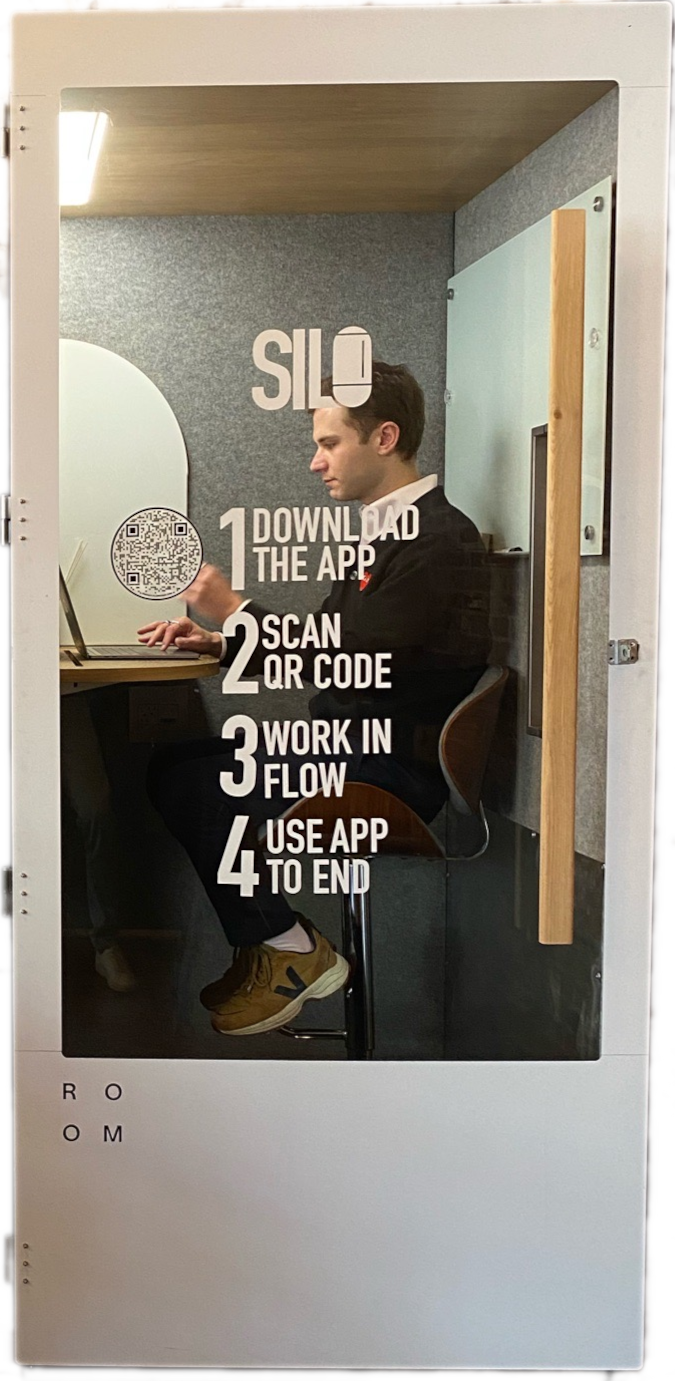 SILO
1 DOWNLOAD
THE APP
2 SCAN
QR CODE
3 WORK IN
FLOW
4 USE APP
TO END
R O
O M